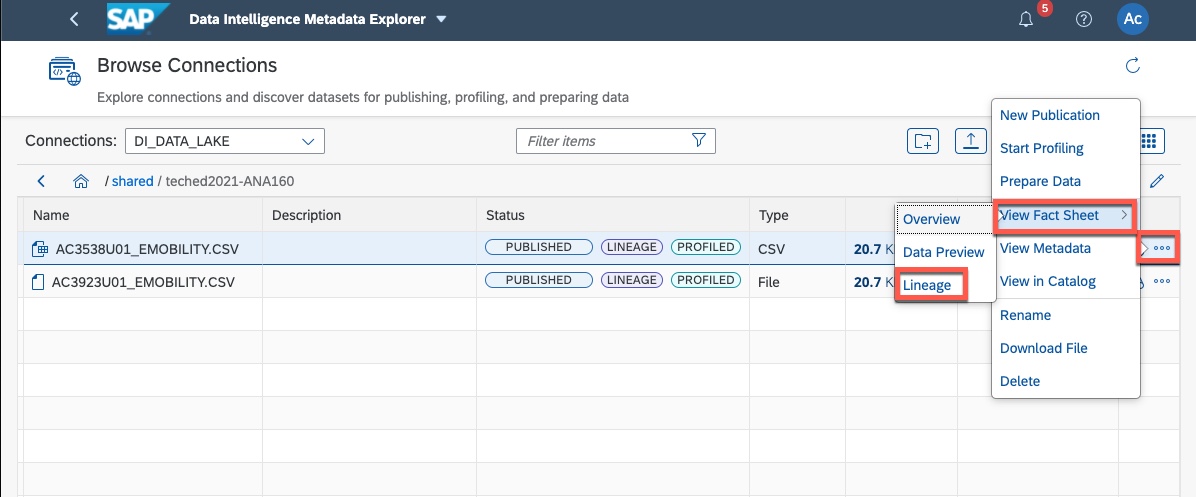 SAP Data Intelligence Metadata Explorer 5 Ac
Browse Connections
Explore connections and discover datasets for publishing, profiling, and preparing data
Connections: DI_DATA_LAKE Filter items
/ shared / teched2021-ANA160
Name Description Status Type
AC3538U01_EMOBILITY.CSV PUBLISHED LINEAGE PROFILED CSV 20.7 K
AC3923U01_EMOBILITY.CSV PUBLISHED LINEAGE PROFILED File 20.7 K
Overview
Data Preview
Lineage
New Publication
Start Profiling
Prepare Data
View Fact Sheet
View Metadata
View in Catalog
Rename
Download File
Delete